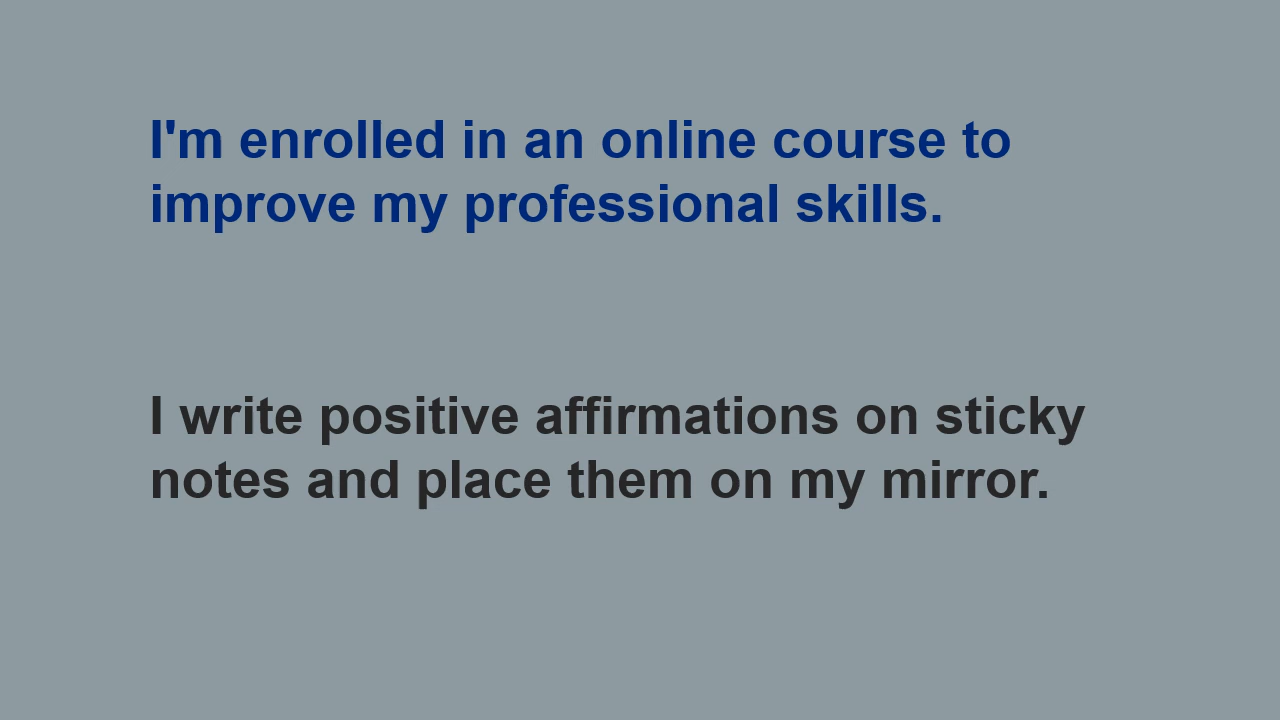 I'm enrolled in an online course to
improve my professional skills.
I write positive affirmations on sticky
notes and place them on my mirror.